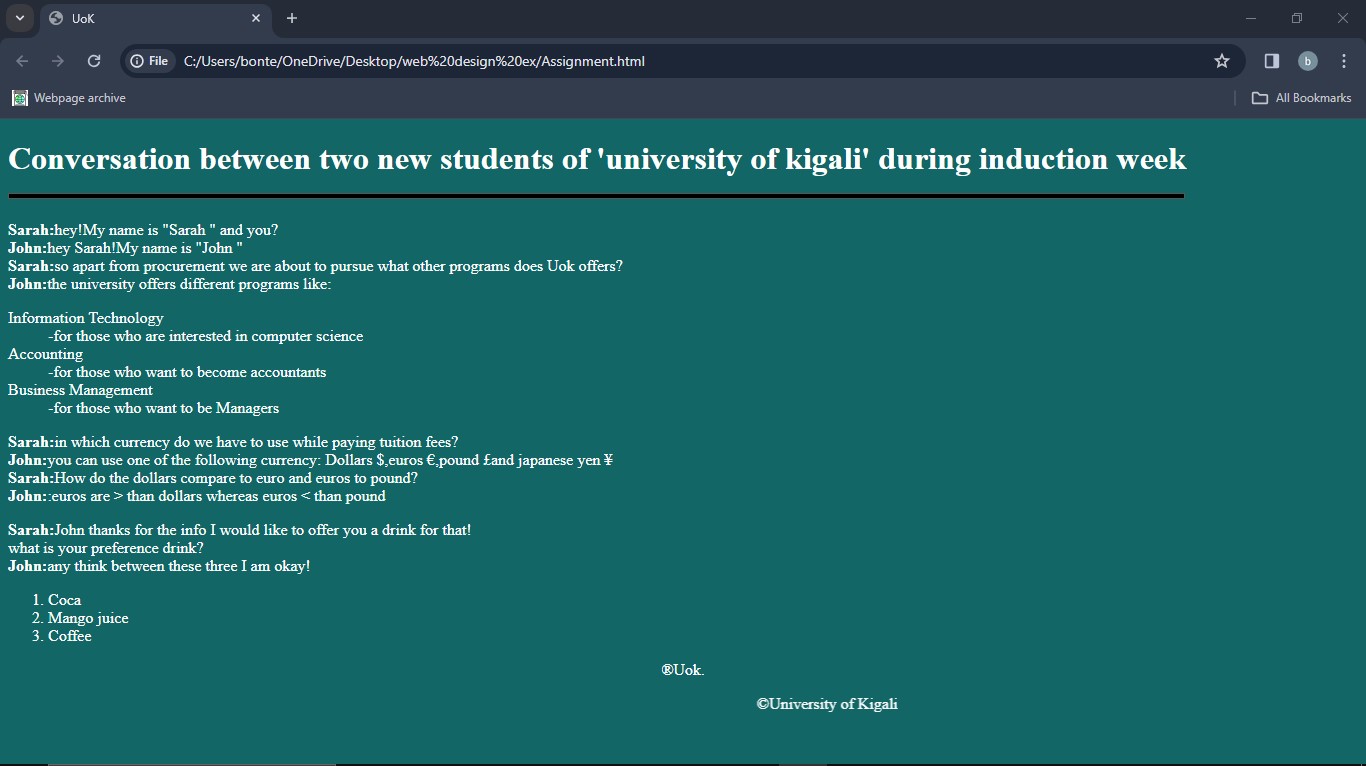 UoK
File
C:/Users/bonte/OneDrive/Desktop/web%20design%20ex/Assignment.html
b
Webpage archive
All Bookmarks
Conversation between two new students of 'university of kigali' during induction week
Sarah:hey!My name is "Sarah " and you?
John:hey Sarah!My name is "John "
Sarah:so apart from procurement we are about to pursue what other programs does Uok offers?
John:the university offers different programs like:
Information Technology
-for those who are interested in computer science
Accounting
-for those who want to become accountants
Business Management
-for those who want to be Managers
Sarah:in which currency do we have to use while paying tuition fees?
John:you can use one of the following currency: Dollars $,euros €,pound £and japanese yen ¥
Sarah:How do the dollars compare to euro and euros to pound?
John::euros are > than dollars whereas euros < than pound
Sarah:John thanks for the info I would like to offer you a drink for that!
what is your preference drink?
John:any think between these three I am okay!
1. Coca
2. Mango juice
3. Coffee
®Uok.
©University of Kigali